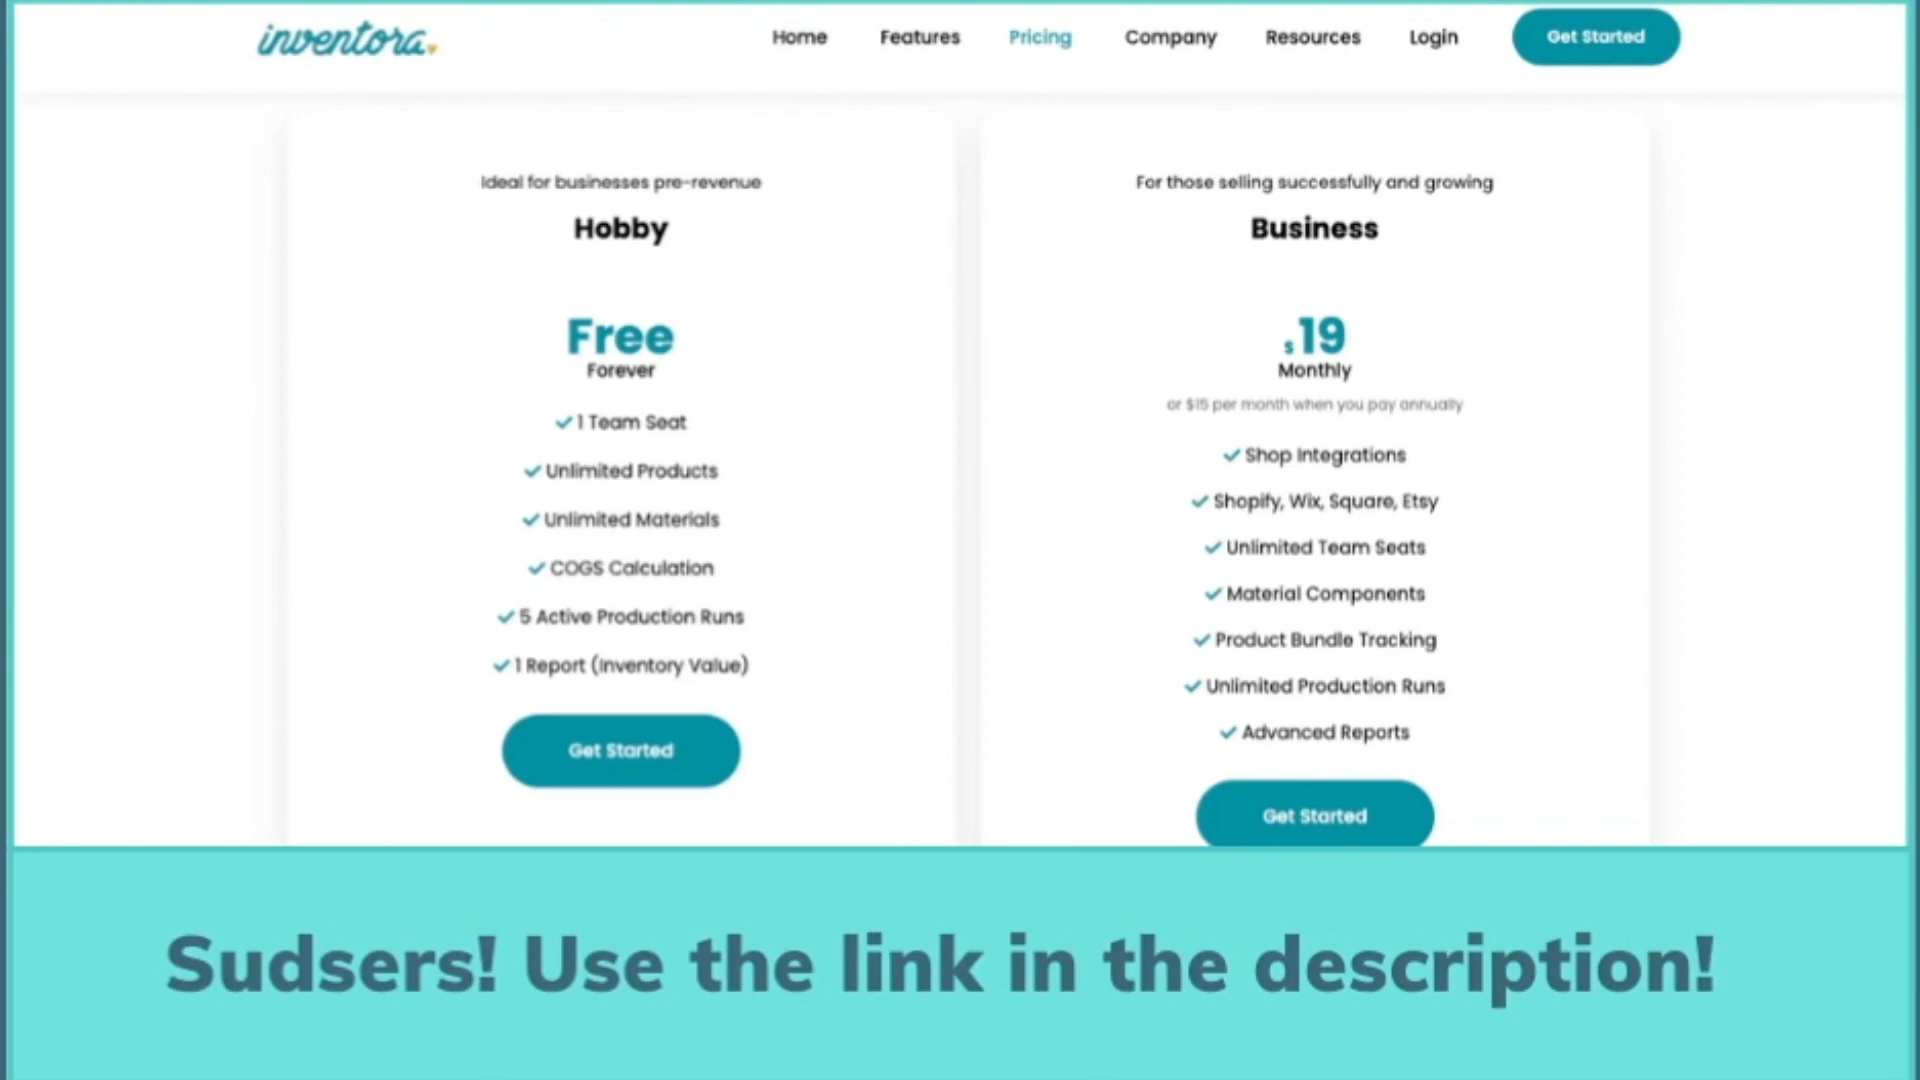 inventora
Home Features Pricing Company Resources Login Get Started
Ideal for businesses pre-revenue
Hobby
Free
Forever
1 Team Seat
Unlimited Products
Unlimited Materials
COGS Calculation
5 Active Production Runs
1 Report (Inventory Value)
Get Started
For those selling successfully and growing
Business
$19
Monthly
or $15 per month when you pay annually
Shop Integrations
Shopify, Wix, Square, Etsy
Unlimited Team Seats
Material Components
Product Bundle Tracking
Unlimited Production Runs
Advanced Reports
Get Started
Sudsers! Use the link in the description!